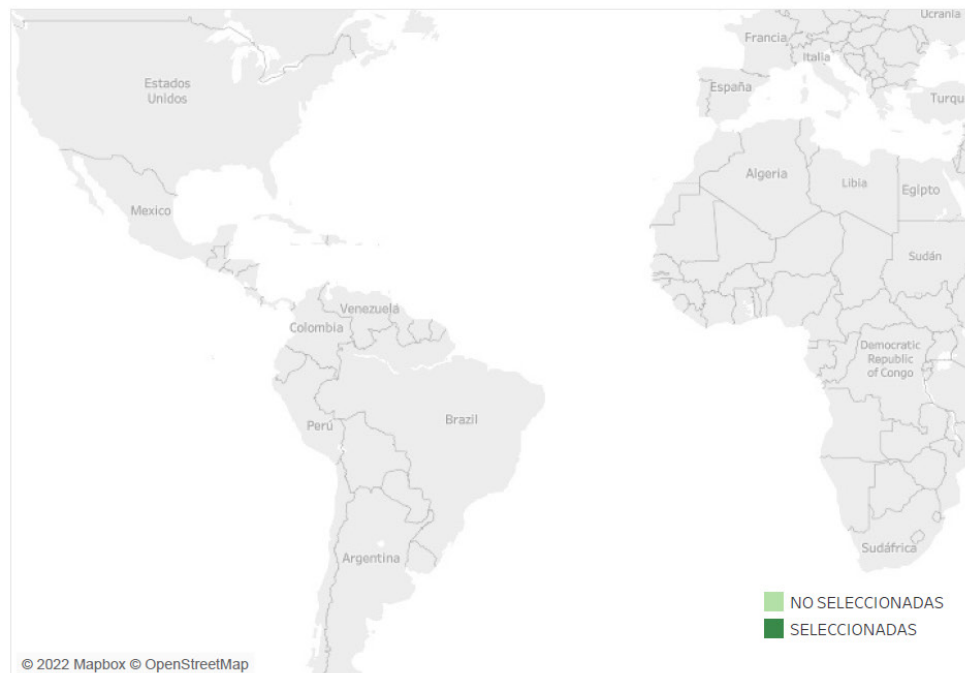 Ucrania
Francia
Italia
España
Turqu
Estados
Unidos
Algeria
Libia
Egipto
Mexico
Sudán
Venezuela
Colombia
Democratic
Republic
of Congo
Perú
Brazil
Argentina
Sudáfrica
NO SELECCIONADAS
SELECCIONADAS
© 2022 Mapbox © OpenStreetMap